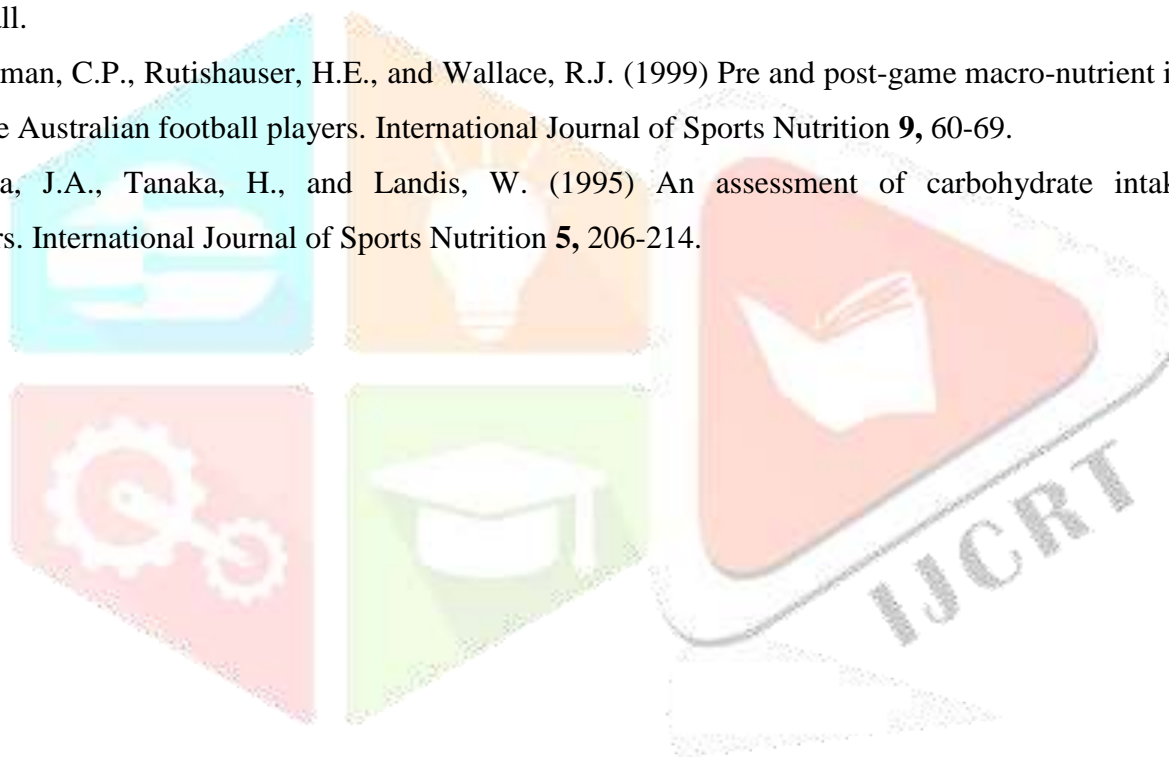 all.
man, C.P., Rutishauser, H.E., and Wallace, R.J. (1999) Pre and post-game macro-nutrient i
e Australian football players. International Journal of Sports Nutrition 9, 60-69.
a, J.A., Tanaka, H., and Landis, W. (1995) An assessment of carbohydrate intak
rs. International Journal of Sports Nutrition 5, 206-214.
IJCRT